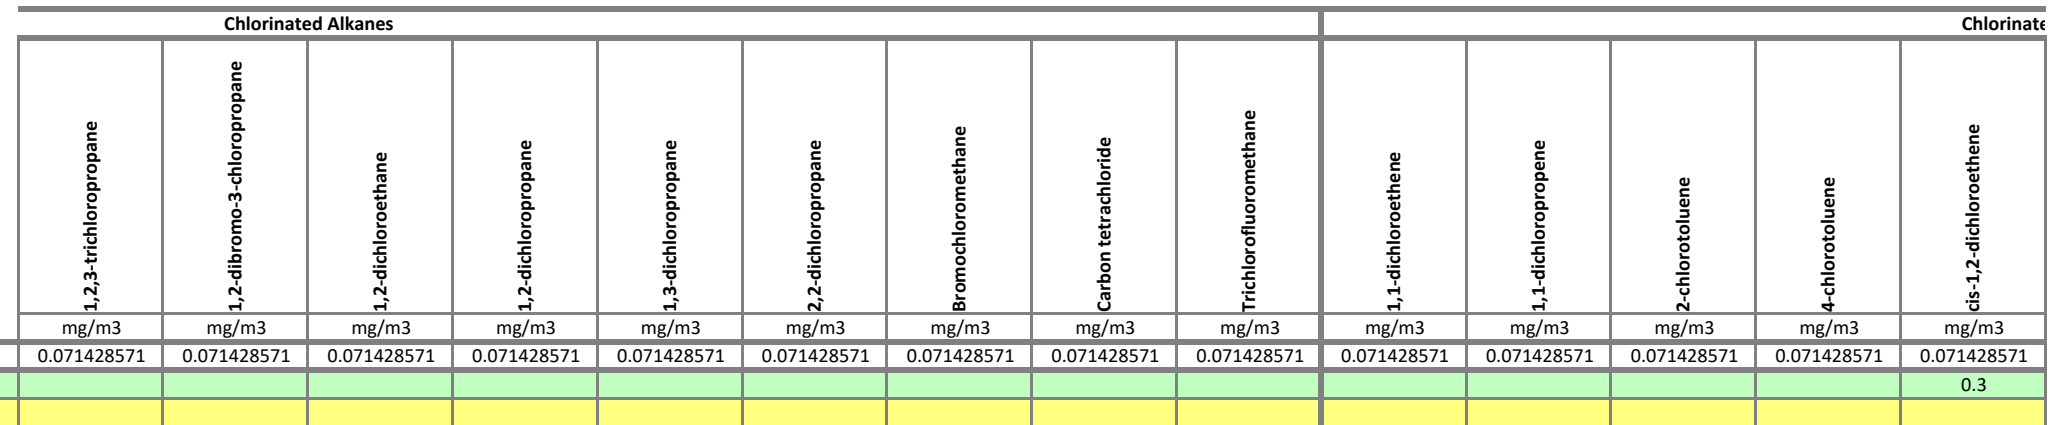 Chlorinated Alkanes
Chlorinate
1,2,3-trichloropropane
1,2-dibromo-3-chloropropane
1,2-dichloroethane
1,2-dichloropropane
1,3-dichloropropane
2,2-dichloropropane
Bromochloromethane
Carbon tetrachloride
Trichlorofluoromethane
1,1-dichloroethene
1,1-dichloropropene
2-chlorotoluene
4-chlorotoluene
cis-1,2-dichloroethene
mg/m3 mg/m3 mg/m3 mg/m3 mg/m3 mg/m3 mg/m3 mg/m3 mg/m3 mg/m3 mg/m3 mg/m3 mg/m3 mg/m3
0.071428571 0.071428571 0.071428571 0.071428571 0.071428571 0.071428571 0.071428571 0.071428571 0.071428571 0.071428571 0.071428571 0.071428571 0.071428571 0.071428571
0.3